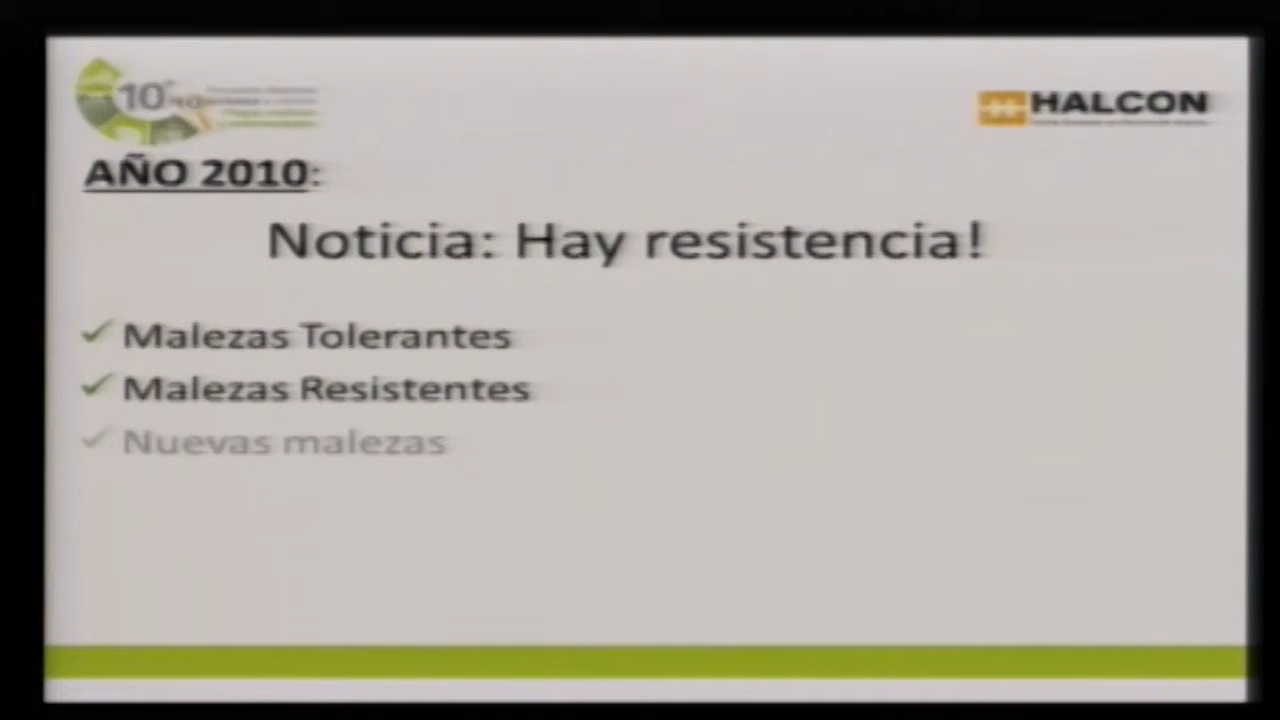 10°
HALCON
AÑO 2010:
Noticia: Hay resistencia!
Malezas Tolerantes
Malezas Resistentes
Nuevas malezas